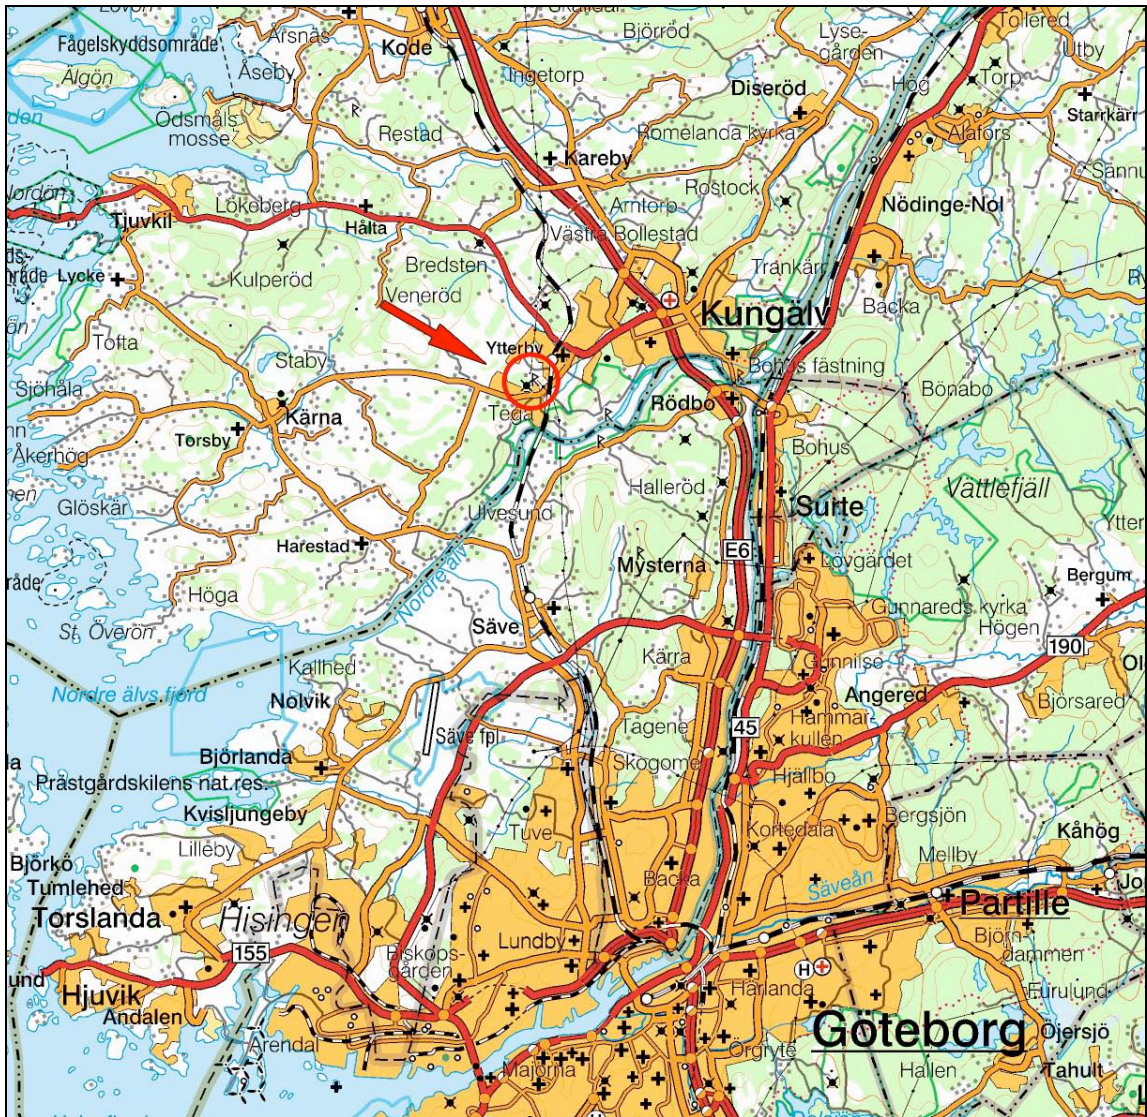 Fågelskyddsområde
Älgön
Årsnäs
Åseby
Kode
Ingetorp
Björröd
Lyse-
gården
Tollered
Utby
Ödsmåls
mosse
Restad
Diseröd
Hög
Torp
Starrkärr
Romelanda kyrka
Alafors
Kareby
Sannu
Rostock
Nödinge-Nol
Lökeberg
Tjuvkil
Hålta
Arntorp
Västra Bollestad
Lycke
Kulperöd
Bredsten
Veneröd
Trankärr
Backa
Kungälv
Tofta
Staby
Ytterby
Bohus fästning
Sjöhåla
Kärna
Tega
Rödbo
Bönabo
Torsby
Åkerhög
Bohus
Glöskär
Halleröd
Vättlefjäll
Ulvesund
Surte
Harestad
E6
Mysterna
Lövgärdet
Höga
Nordre älv
Bergum
St. Överön
Gunnareds kyrka
Högen
Säve
190
Kallhed
Kärra
Gunnilse
Nordre älvs fjord
Nolvik
Angered
Björsared
Tagene
45
Hammar-
kullen
Säve fpl
Björlanda
Skogome
Hjällbo
Prästgårdskilens nat.res.
Kvisljungeby
Tuve
Kortedala
Bergsjön
Kåhög
Lilleby
Mellby
Björkö
Tumlehed
Backa
Säveån
Torslanda
Hisingen
Partille
Lundby
155
Biskops-
gården
Björn-
dammen
Hjuvik
Härlanda
Furulund
Andalen
Göteborg
Öjersjö
Arendal
Majorna
Örgryte
Hallen
Tahult